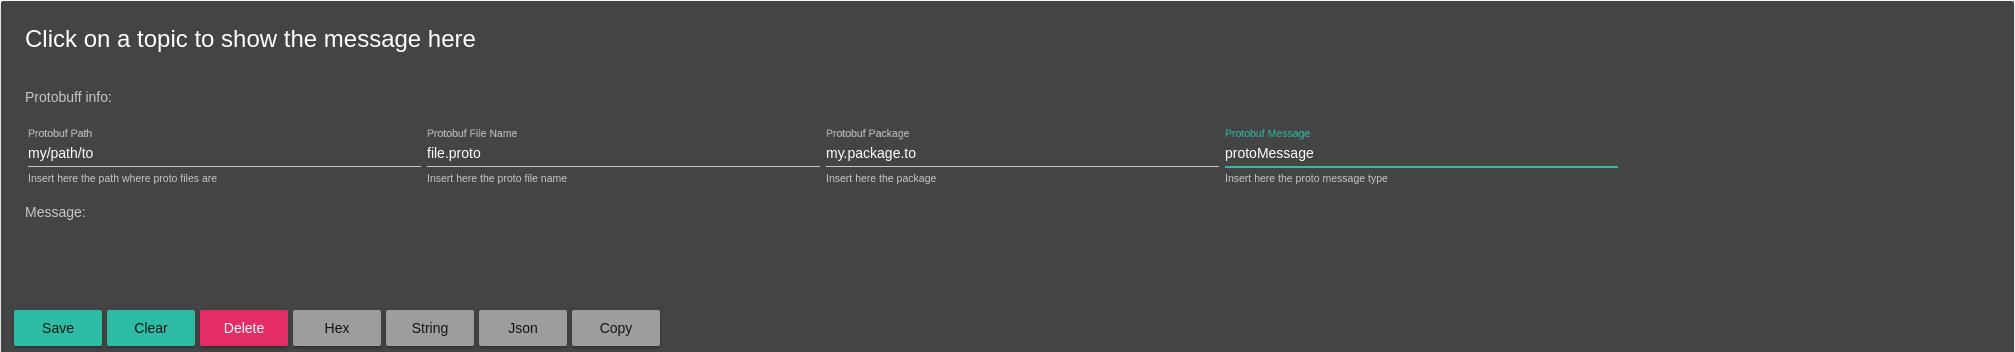 Click on a topic to show the message here
Protobuff info:
Protobuf Path
Protobuf File Name
Protobuf Package
Protobuf Message
my/path/to
file.proto
my.package.to
protoMessage
Insert here the path where proto files are
Insert here the proto file name
Insert here the package
Insert here the proto message type
Message:
Save
Clear
Delete
Hex
String
Json
Copy